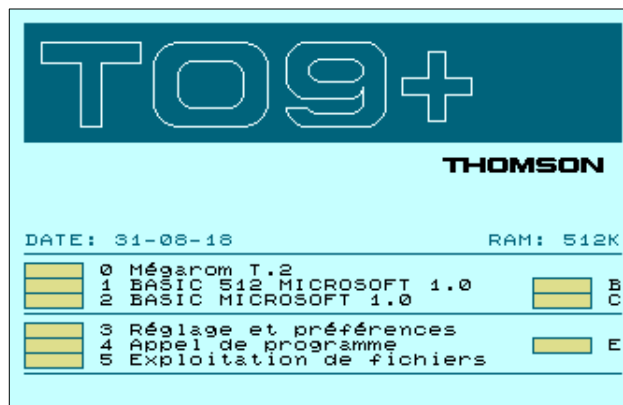 TO9+
THOMSON
DATE: 31-08-18 RAM: 512K
0 Mégarom T.2
1 BASIC 512 MICROSOFT 1.0 B
2 BASIC MICROSOFT 1.0 C
3 Réglage et préférences
4 Appel de programme E
5 Exploitation de fichiers